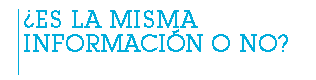 ¿ES LA MISMA
INFORMACIÓN O NO?